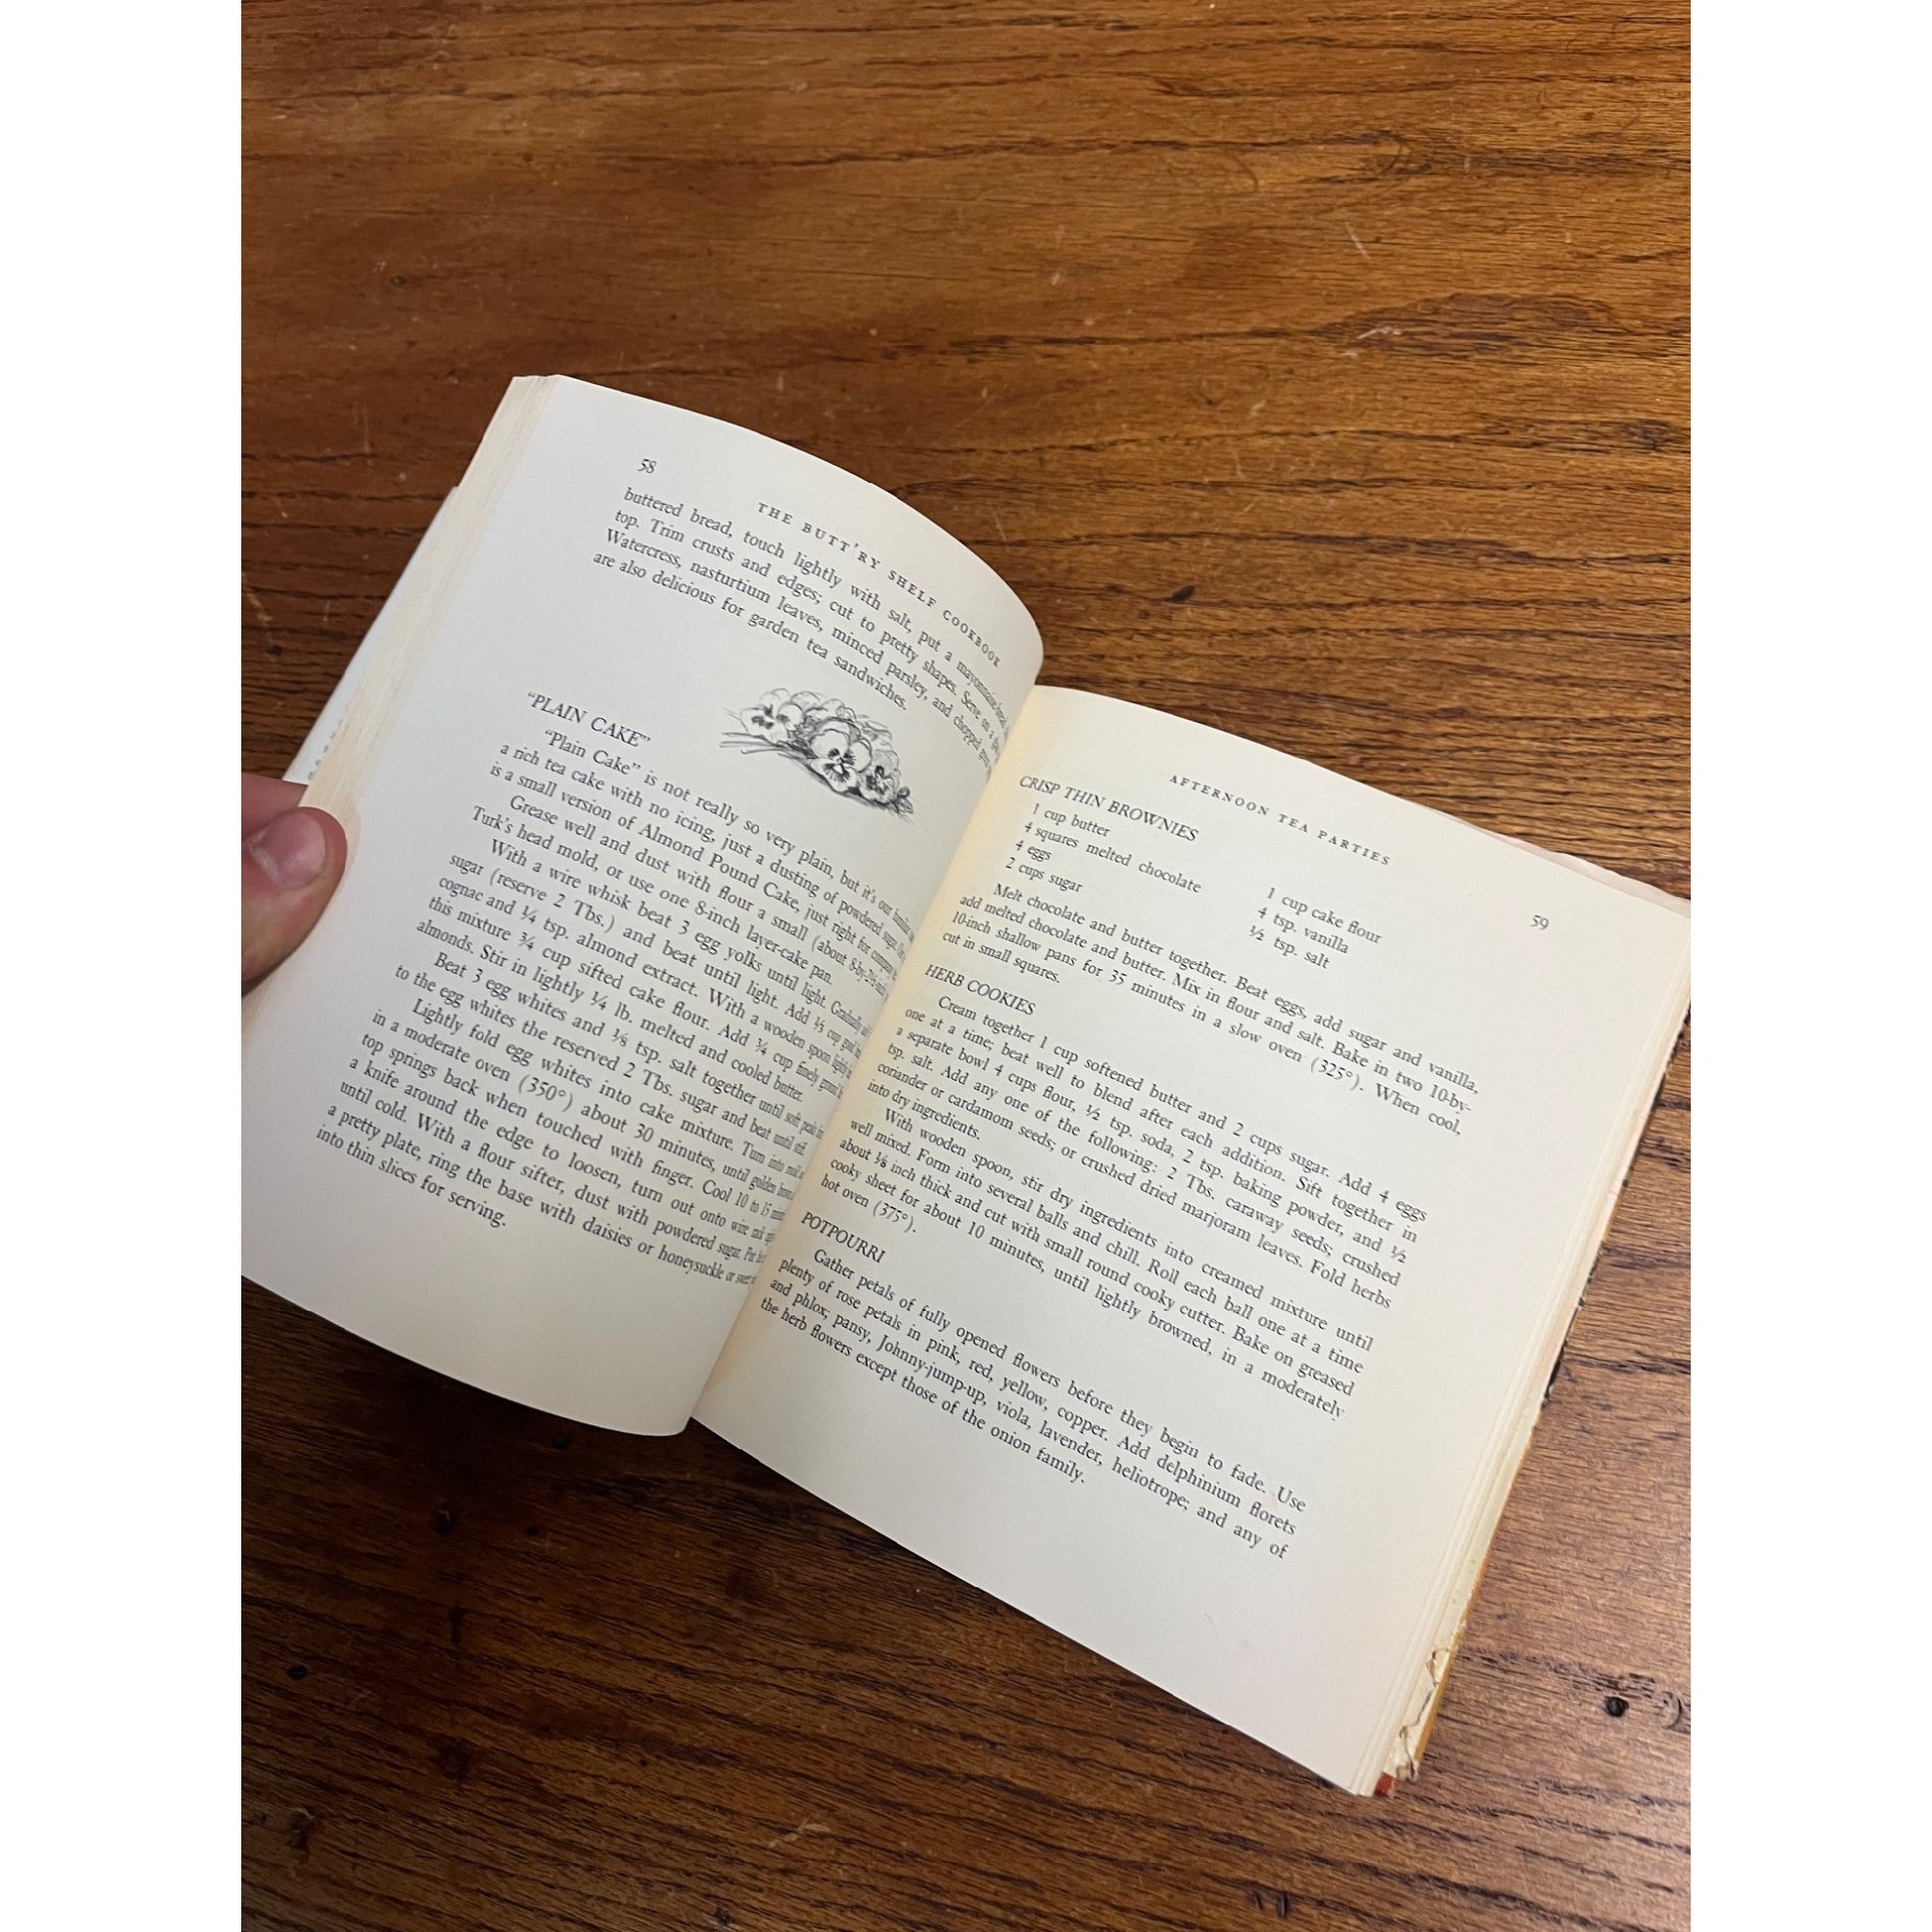 58
THE BUTT'RY SHELF COOKBOOK
buttered bread, touch lightly with salt, put a mayonnaise
top. Trim crusts and edges; cut to pretty shapes. Serve on a
Watercress, nasturtium leaves, minced parsley, and chopped
are also delicious for garden tea sandwiches.
"PLAIN CAKE"
"Plain Cake" is not really so very plain, but it's our
a rich tea cake with no icing, just a dusting of powdered sugar.
is a small version of Almond Pound Cake, just right for
Grease well and dust with flour a small (about
Turk's head mold, or use one 8-inch layer-cake pan.
With a wire whisk beat 3 egg yolks until light. Gradually
sugar (reserve 2 Tbs.) and beat until light. Add ⅓ cup
cognac and ¼ tsp. almond extract. With a wooden spoon lightly
this mixture ¾ cup sifted cake flour. Add ¾ cup finely ground
almonds. Stir in lightly ¼ lb. melted and cooled butter.
Beat 3 egg whites and ⅛ tsp. salt together until soft peaks
to the egg whites the reserved 2 Tbs. sugar and beat until stiff.
Lightly fold egg whites into cake mixture. Turn into mold
in a moderate oven (350°) about 30 minutes, until golden
top springs back when touched with finger. Cool 10 to 15
a knife around the edge to loosen, turn out onto wire rack
until cold. With a flour sifter, dust with powdered sugar. Put
a pretty plate, ring the base with daisies or honeysuckle or
into thin slices for serving.
AFTERNOON TEA PARTIES
59
CRISP THIN BROWNIES
1 cup butter
4 squares melted chocolate
4 eggs
2 cups sugar
1 cup cake flour
4 tsp. vanilla
½ tsp. salt
Melt chocolate and butter together. Beat eggs, add sugar and vanilla,
add melted chocolate and butter. Mix in flour and salt. Bake in two 10-by-
10-inch shallow pans for 35 minutes in a slow oven (325°). When cool,
cut in small squares.
HERB COOKIES
Cream together 1 cup softened butter and 2 cups sugar. Add 4 eggs
one at a time; beat well to blend after each addition. Sift together in
a separate bowl 4 cups flour, ½ tsp. soda, 2 tsp. baking powder, and ½
tsp. salt. Add any one of the following: 2 Tbs. caraway seeds; crushed
coriander or cardamom seeds; or crushed dried marjoram leaves. Fold herbs
into dry ingredients.
With wooden spoon, stir dry ingredients into creamed mixture until
well mixed. Form into several balls and chill. Roll each ball one at a time
about ⅛ inch thick and cut with small round cooky cutter. Bake on greased
cooky sheet for about 10 minutes, until lightly browned, in a moderately
hot oven (375°).
POTPOURRI
Gather petals of fully opened flowers before they begin to fade. Use
plenty of rose petals in pink, red, yellow, copper. Add delphinium florets
and phlox; pansy, Johnny-jump-up, viola, lavender, heliotrope; and any of
the herb flowers except those of the onion family.